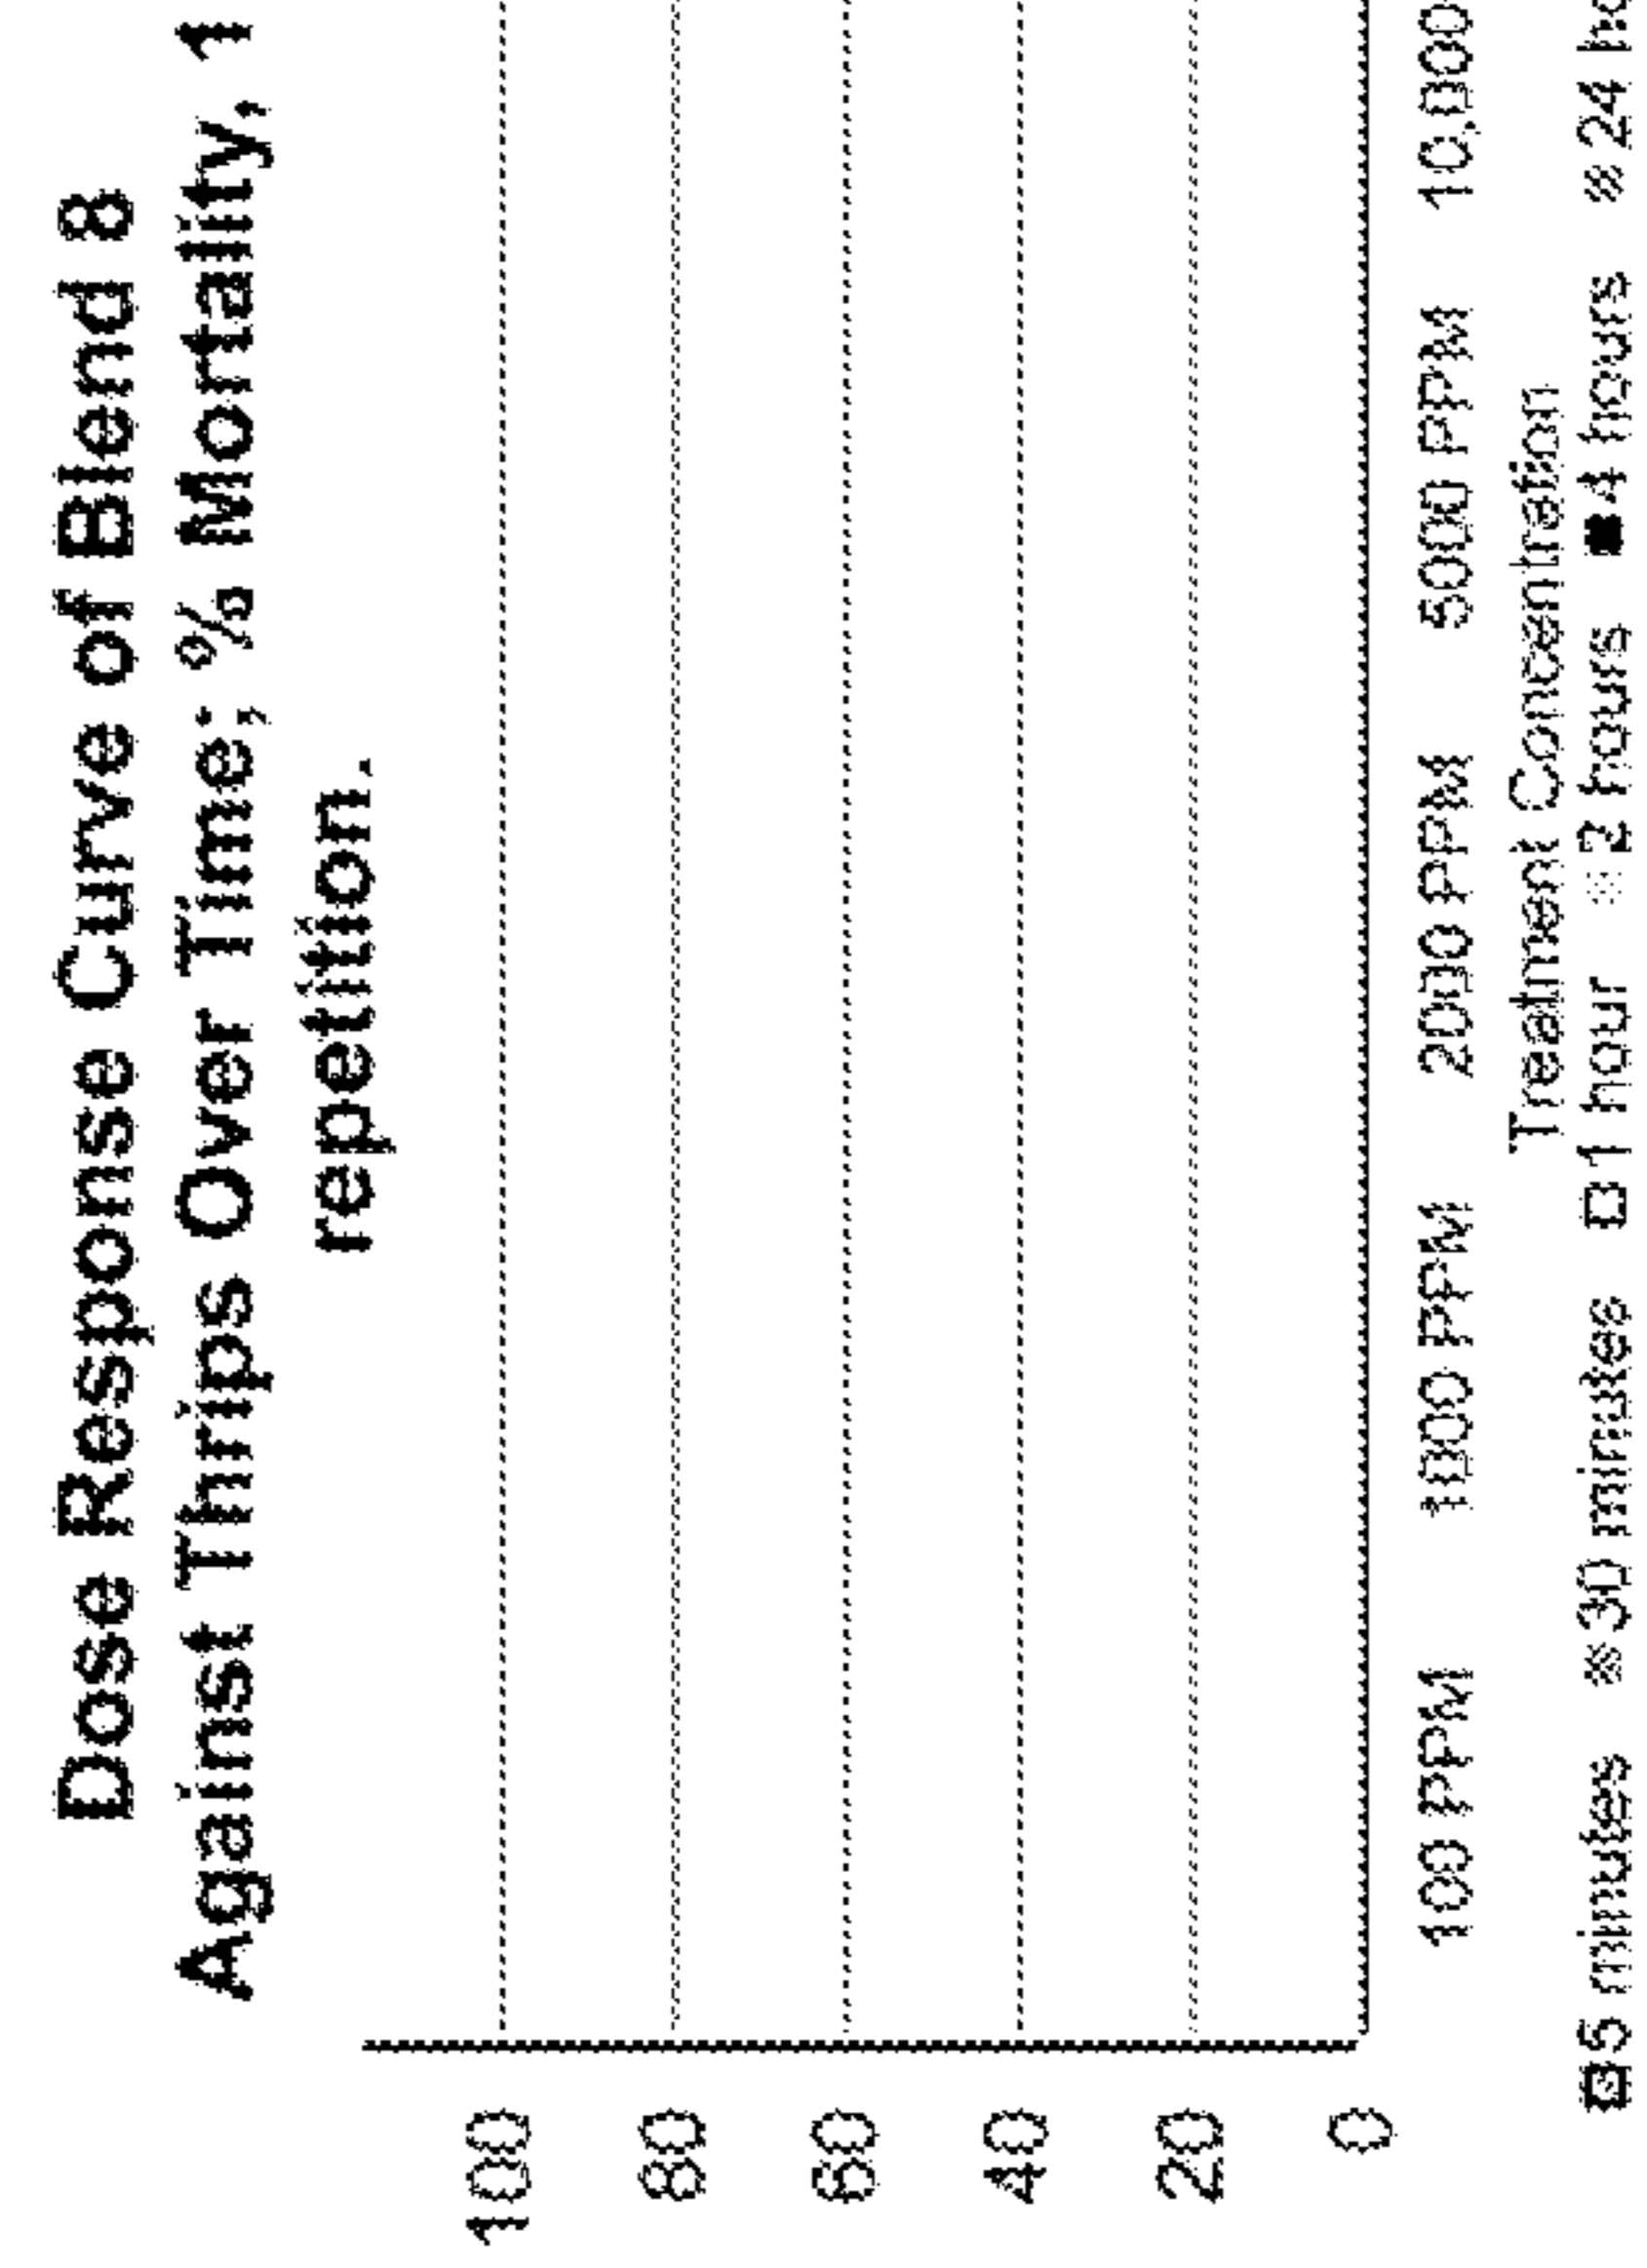 Dose Response Curve of Blend 8
Against Thrips Over Time; % Mortality, 1
repetition.
100
80
60
40
20
0
100 PPM 1000 PPM 2000 PPM 5000 PPM 10,000
Treatment Concentration
5 minutes 30 minutes 1 hour 2 hours 4 hours 24